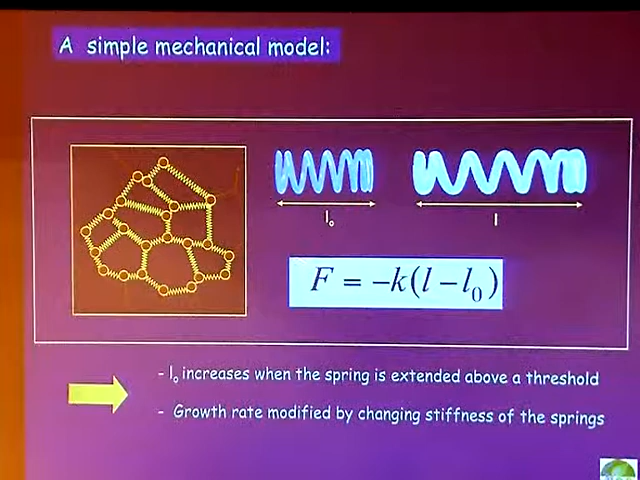 A simple mechanical model:
l₀
l
F = −k(l − l₀)
- l₀ increases when the spring is extended above a threshold
- Growth rate modified by changing stiffness of the springs